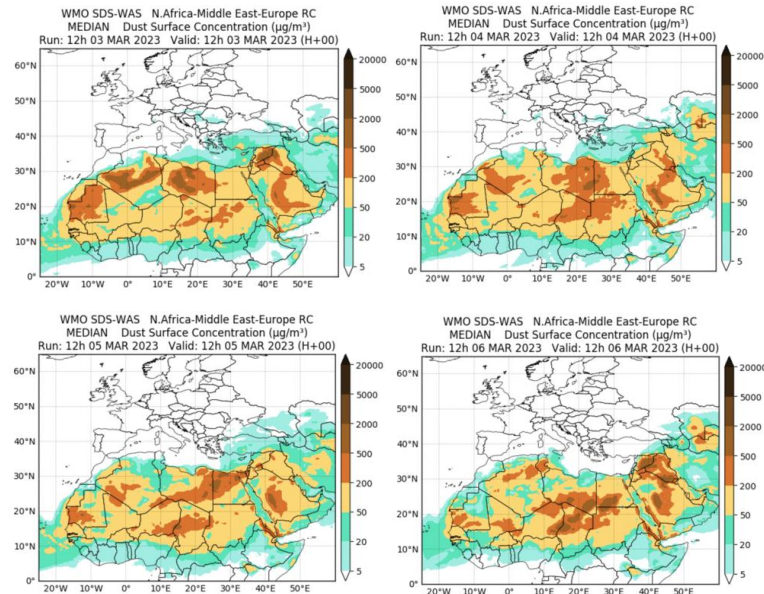 WMO SDS-WAS N.Africa-Middle East-Europe RC
MEDIAN Dust Surface Concentration (µg/m³)
Run: 12h 03 MAR 2023 Valid: 12h 03 MAR 2023 (H+00)
60°N
50°N
40°N
30°N
20°N
10°N
0°
20°W 10°W 0° 10°E 20°E 30°E 40°E 50°E
20000
5000
2000
500
200
50
20
5
WMO SDS-WAS N.Africa-Middle East-Europe RC
MEDIAN Dust Surface Concentration (µg/m³)
Run: 12h 04 MAR 2023 Valid: 12h 04 MAR 2023 (H+00)
60°N
50°N
40°N
30°N
20°N
10°N
0°
20°W 10°W 0° 10°E 20°E 30°E 40°E 50°E
20000
5000
2000
500
200
50
20
5
WMO SDS-WAS N.Africa-Middle East-Europe RC
MEDIAN Dust Surface Concentration (µg/m³)
Run: 12h 05 MAR 2023 Valid: 12h 05 MAR 2023 (H+00)
60°N
50°N
40°N
30°N
20°N
10°N
0°
20°W 10°W 0° 10°E 20°E 30°E 40°E 50°E
20000
5000
2000
500
200
50
20
5
WMO SDS-WAS N.Africa-Middle East-Europe RC
MEDIAN Dust Surface Concentration (µg/m³)
Run: 12h 06 MAR 2023 Valid: 12h 06 MAR 2023 (H+00)
60°N
50°N
40°N
30°N
20°N
10°N
0°
20°W 10°W 0° 10°E 20°E 30°E 40°E 50°E
20000
5000
2000
500
200
50
20
5